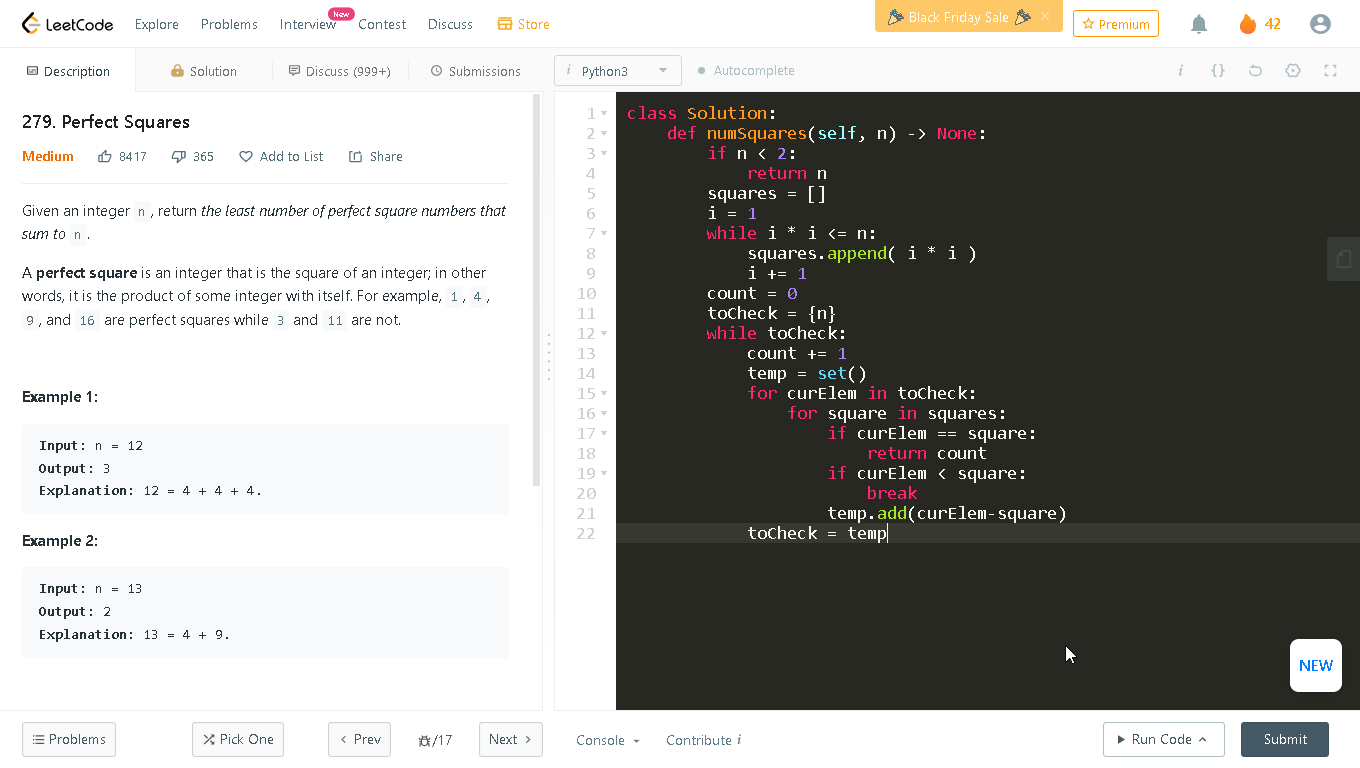 LeetCode Explore Problems Interview New Contest Discuss Store Black Friday Sale × Premium 42
Description Solution Discuss (999+) Submissions i Python3 Autocomplete i {}
279. Perfect Squares
Medium 8417 365 Add to List Share
Given an integer n , return the least number of perfect square numbers that
sum to n .
A perfect square is an integer that is the square of an integer; in other
words, it is the product of some integer with itself. For example, 1 , 4 ,
9 , and 16 are perfect squares while 3 and 11 are not.
Example 1:
Input: n = 12
Output: 3
Explanation: 12 = 4 + 4 + 4.
Example 2:
Input: n = 13
Output: 2
Explanation: 13 = 4 + 9.
1 class Solution:
2 def numSquares(self, n) -> None:
3 if n < 2:
4 return n
5 squares = []
6 i = 1
7 while i * i <= n:
8 squares.append( i * i )
9 i += 1
10 count = 0
11 toCheck = {n}
12 while toCheck:
13 count += 1
14 temp = set()
15 for curElem in toCheck:
16 for square in squares:
17 if curElem == square:
18 return count
19 if curElem < square:
20 break
21 temp.add(curElem-square)
22 toCheck = temp
NEW
Problems Pick One < Prev /17 Next > Console Contribute i Run Code Submit